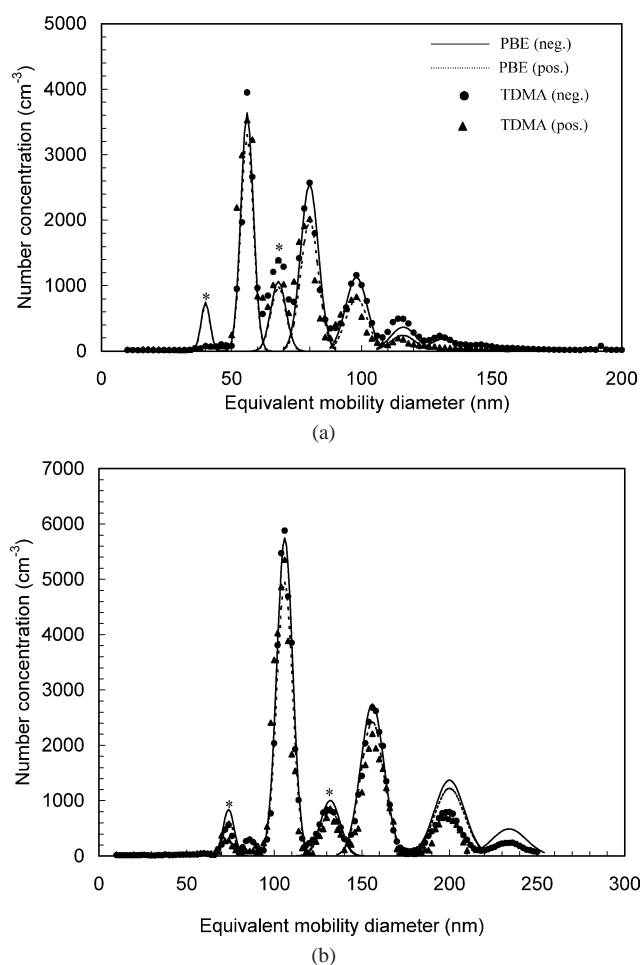 5000
4000
3000
2000
1000
0
Number concentration (cm-3)
PBE (neg.)
PBE (pos.)
TDMA (neg.)
TDMA (pos.)
*
*
0 50 100 150 200
Equivalent mobility diameter (nm)
(a)
7000
6000
5000
4000
3000
2000
1000
0
Number concentration (cm-3)
*
*
0 50 100 150 200 250 300
Equivalent mobility diameter (nm)
(b)